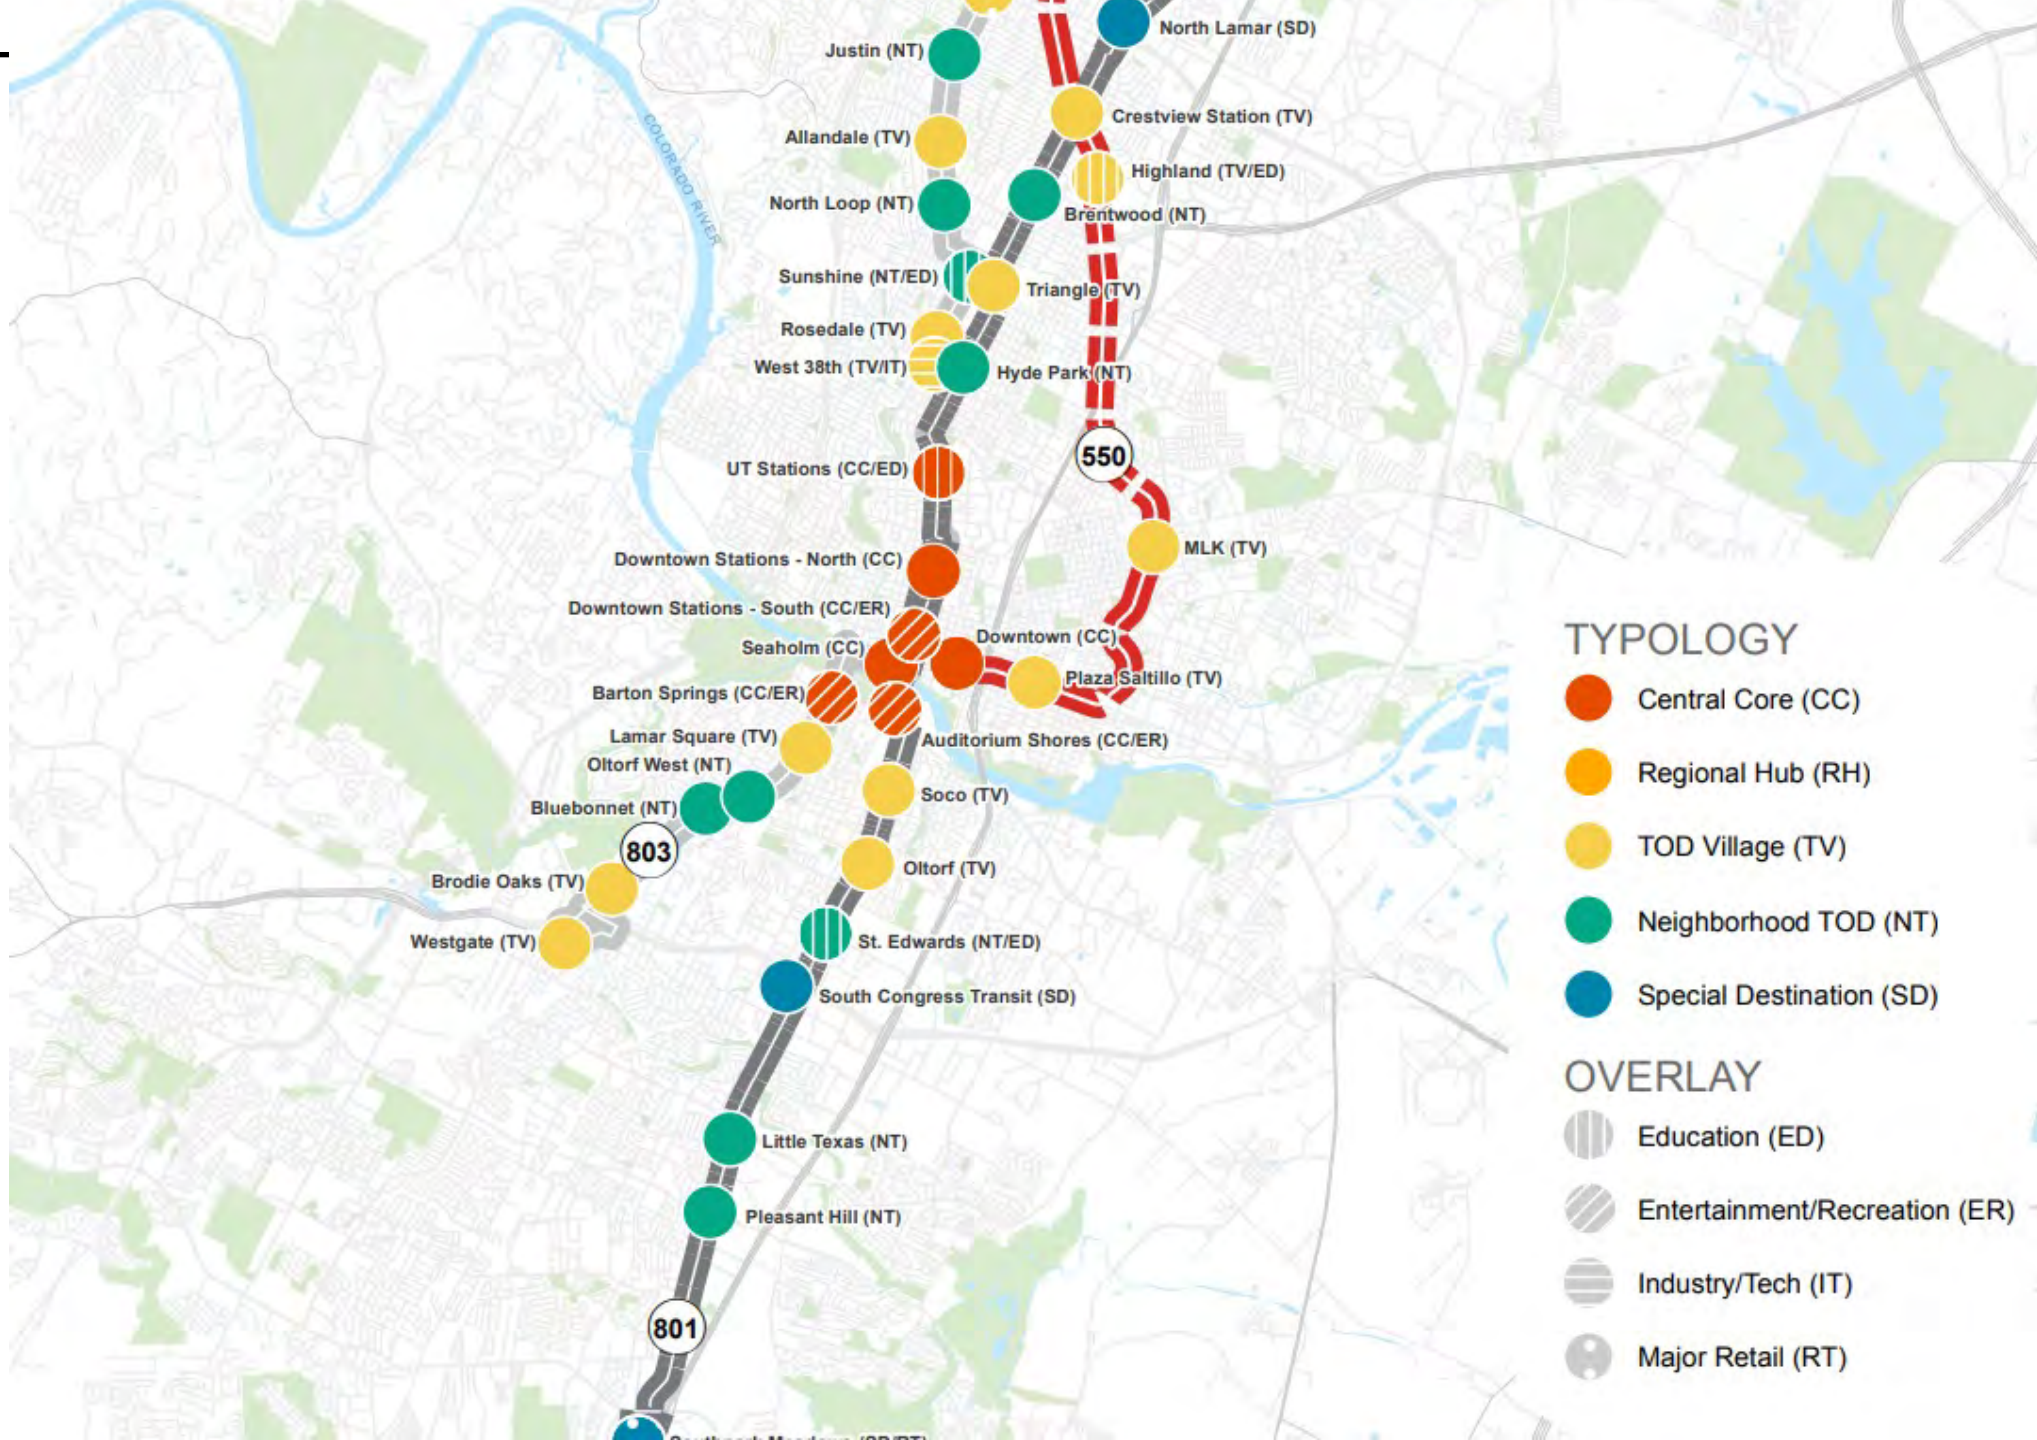 North Lamar (SD)
Justin (NT)
Crestview Station (TV)
Allandale (TV)
Highland (TV/ED)
North Loop (NT)
Brentwood (NT)
COLORADO RIVER
Sunshine (NT/ED)
Triangle (TV)
Rosedale (TV)
West 38th (TV/IT)
Hyde Park (NT)
550
UT Stations (CC/ED)
MLK (TV)
Downtown Stations - North (CC)
Downtown Stations - South (CC/ER)
Downtown (CC)
Seaholm (CC)
Plaza Saltillo (TV)
Barton Springs (CC/ER)
Lamar Square (TV)
Auditorium Shores (CC/ER)
Oltorf West (NT)
Soco (TV)
Bluebonnet (NT)
803
Oltorf (TV)
Brodie Oaks (TV)
Westgate (TV)
St. Edwards (NT/ED)
South Congress Transit (SD)
Little Texas (NT)
Pleasant Hill (NT)
801
Southpark Meadows (SD/RT)
TYPOLOGY
Central Core (CC)
Regional Hub (RH)
TOD Village (TV)
Neighborhood TOD (NT)
Special Destination (SD)
OVERLAY
Education (ED)
Entertainment/Recreation (ER)
Industry/Tech (IT)
Major Retail (RT)